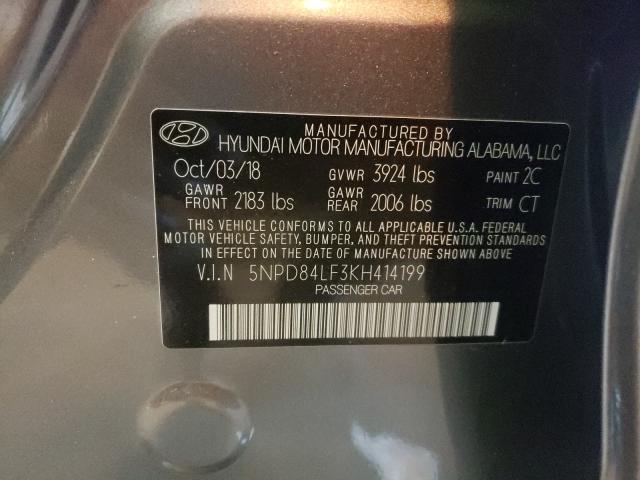 MANUFACTURED BY
HYUNDAI MOTOR MANUFACTURING ALABAMA, LLC
Oct/03/18 GVWR 3924 lbs PAINT 2C
GAWR FRONT 2183 lbs GAWR REAR 2006 lbs TRIM CT
THIS VEHICLE CONFORMS TO ALL APPLICABLE U.S.A. FEDERAL
MOTOR VEHICLE SAFETY, BUMPER, AND THEFT PREVENTION STANDARDS
IN EFFECT ON THE DATE OF MANUFACTURE SHOWN ABOVE
V.I.N 5NPD84LF3KH414199
PASSENGER CAR